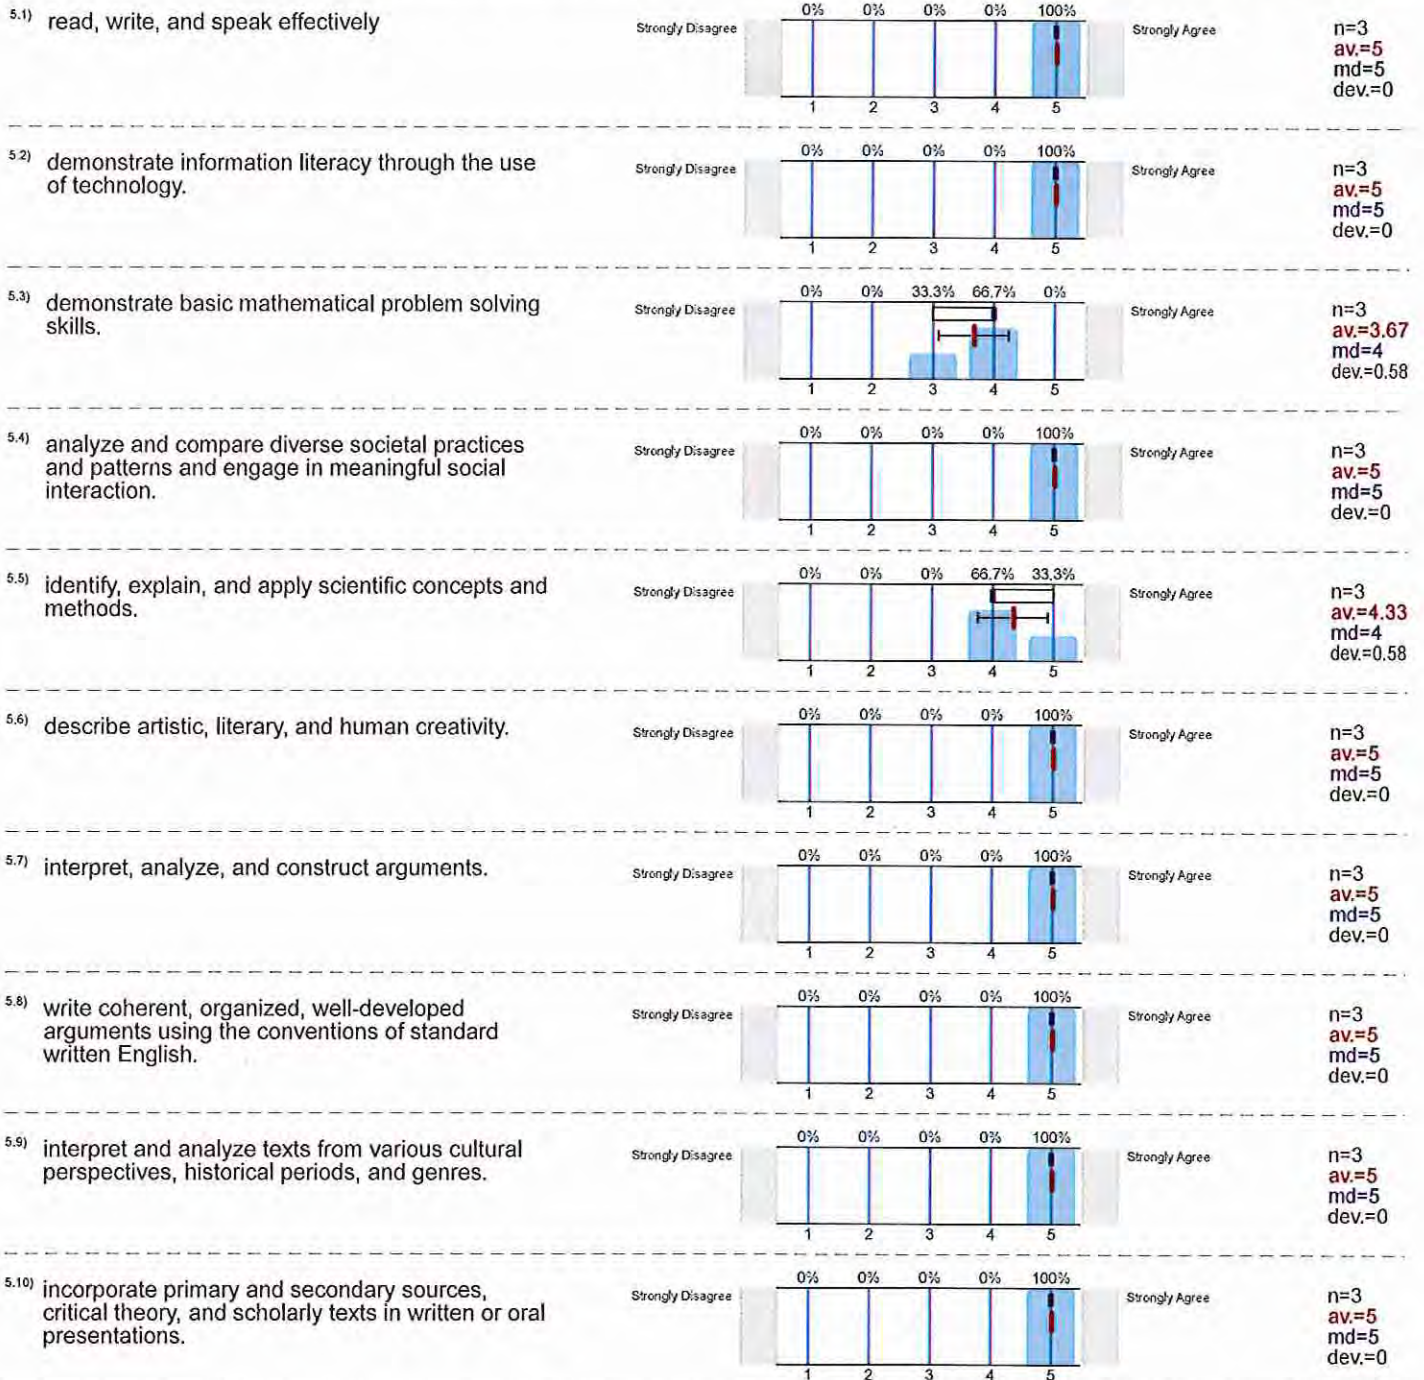 0% 0% 0% 0% 100%
5.1) read, write, and speak effectively Strongly Disagree Strongly Agree n=3
av.=5
md=5
dev.=0
1 2 3 4 5
0% 0% 0% 0% 100%
5.2) demonstrate information literacy through the use Strongly Disagree Strongly Agree n=3
of technology. av.=5
md=5
dev.=0
1 2 3 4 5
0% 0% 33.3% 66.7% 0%
5.3) demonstrate basic mathematical problem solving Strongly Disagree Strongly Agree n=3
skills. av.=3.67
md=4
dev.=0.58
1 2 3 4 5
0% 0% 0% 0% 100%
5.4) analyze and compare diverse societal practices Strongly Disagree Strongly Agree n=3
and patterns and engage in meaningful social av.=5
interaction. md=5
dev.=0
1 2 3 4 5
0% 0% 0% 66.7% 33.3%
5.5) identify, explain, and apply scientific concepts and Strongly Disagree Strongly Agree n=3
methods. av.=4.33
md=4
dev.=0.58
1 2 3 4 5
0% 0% 0% 0% 100%
5.6) describe artistic, literary, and human creativity. Strongly Disagree Strongly Agree n=3
av.=5
md=5
dev.=0
1 2 3 4 5
0% 0% 0% 0% 100%
5.7) interpret, analyze, and construct arguments. Strongly Disagree Strongly Agree n=3
av.=5
md=5
dev.=0
1 2 3 4 5
0% 0% 0% 0% 100%
5.8) write coherent, organized, well-developed Strongly Disagree Strongly Agree n=3
arguments using the conventions of standard av.=5
written English. md=5
dev.=0
1 2 3 4 5
0% 0% 0% 0% 100%
5.9) interpret and analyze texts from various cultural Strongly Disagree Strongly Agree n=3
perspectives, historical periods, and genres. av.=5
md=5
dev.=0
1 2 3 4 5
0% 0% 0% 0% 100%
5.10) incorporate primary and secondary sources, Strongly Disagree Strongly Agree n=3
critical theory, and scholarly texts in written or oral av.=5
presentations. md=5
dev.=0
1 2 3 4 5